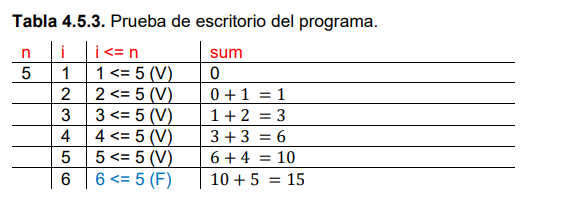 Tabla 4.5.3. Prueba de escritorio del programa.
n i i <= n sum
5 1 1 <= 5 (V) 0
2 2 <= 5 (V) 0 + 1 = 1
3 3 <= 5 (V) 1 + 2 = 3
4 4 <= 5 (V) 3 + 3 = 6
5 5 <= 5 (V) 6 + 4 = 10
6 6 <= 5 (F) 10 + 5 = 15